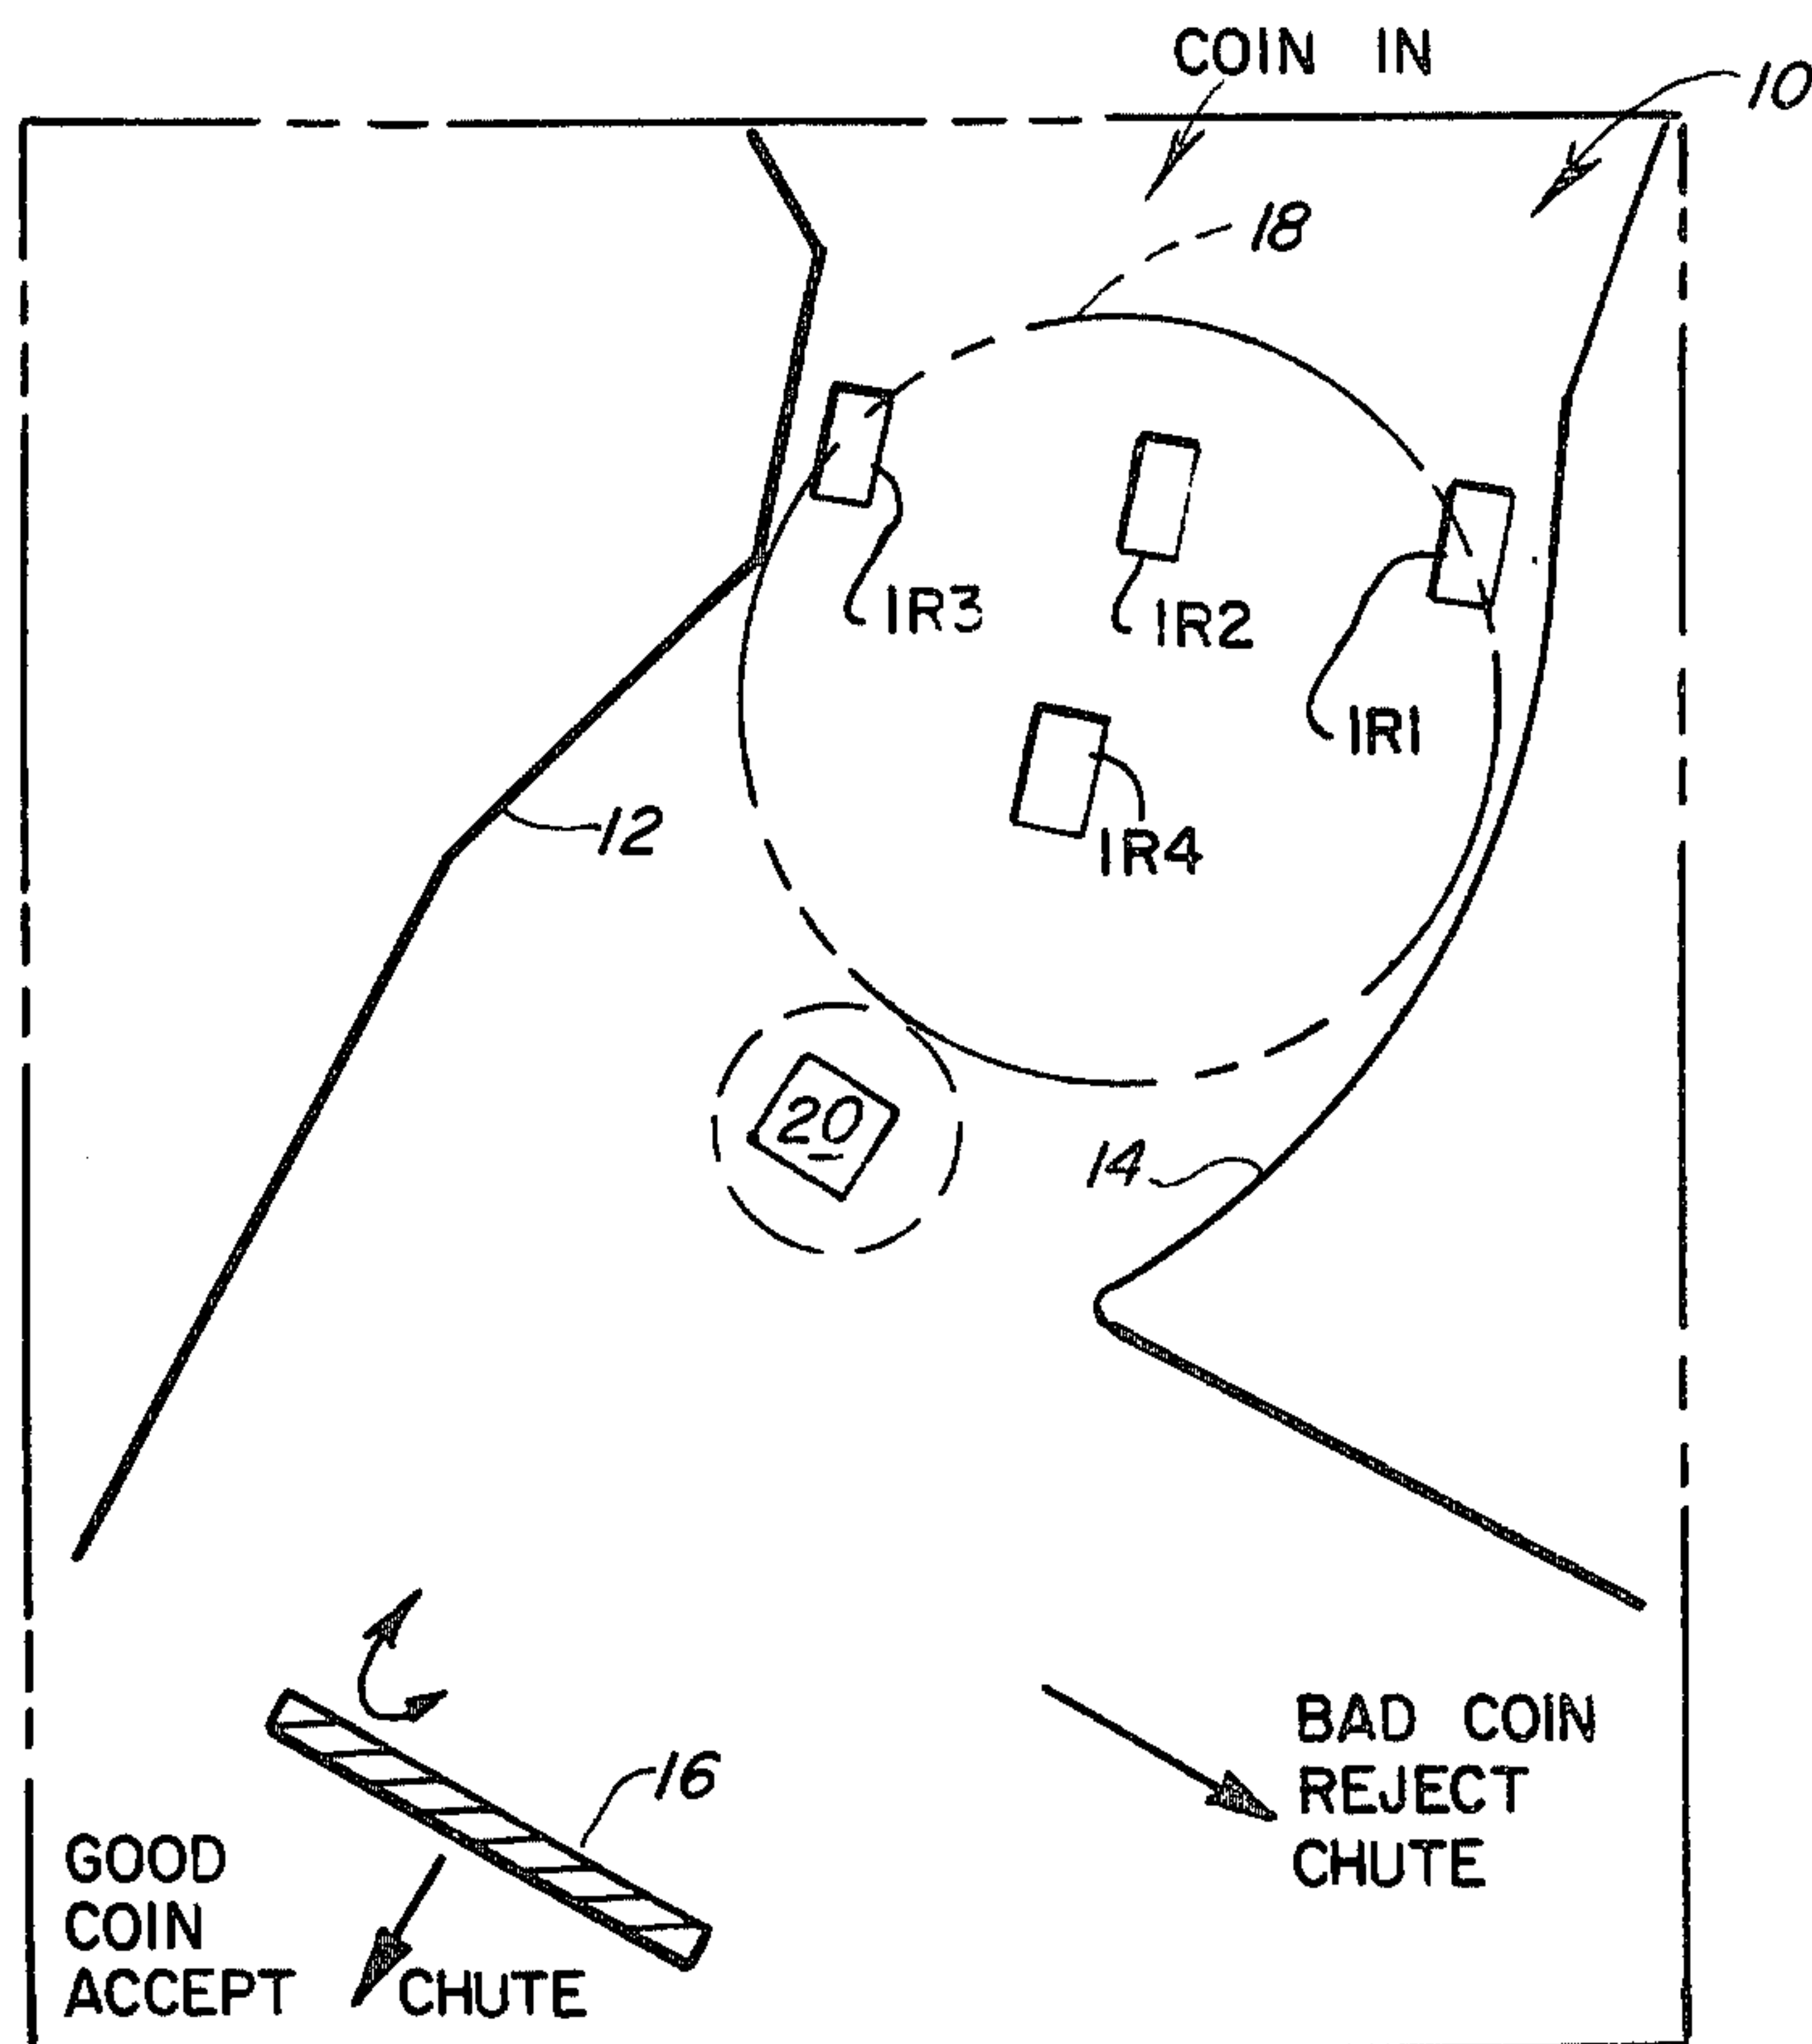 COIN IN
10
18
IR3
IR2
IR1
12
IR4
20
14
16
BAD COIN
REJECT
CHUTE
GOOD
COIN
ACCEPT CHUTE